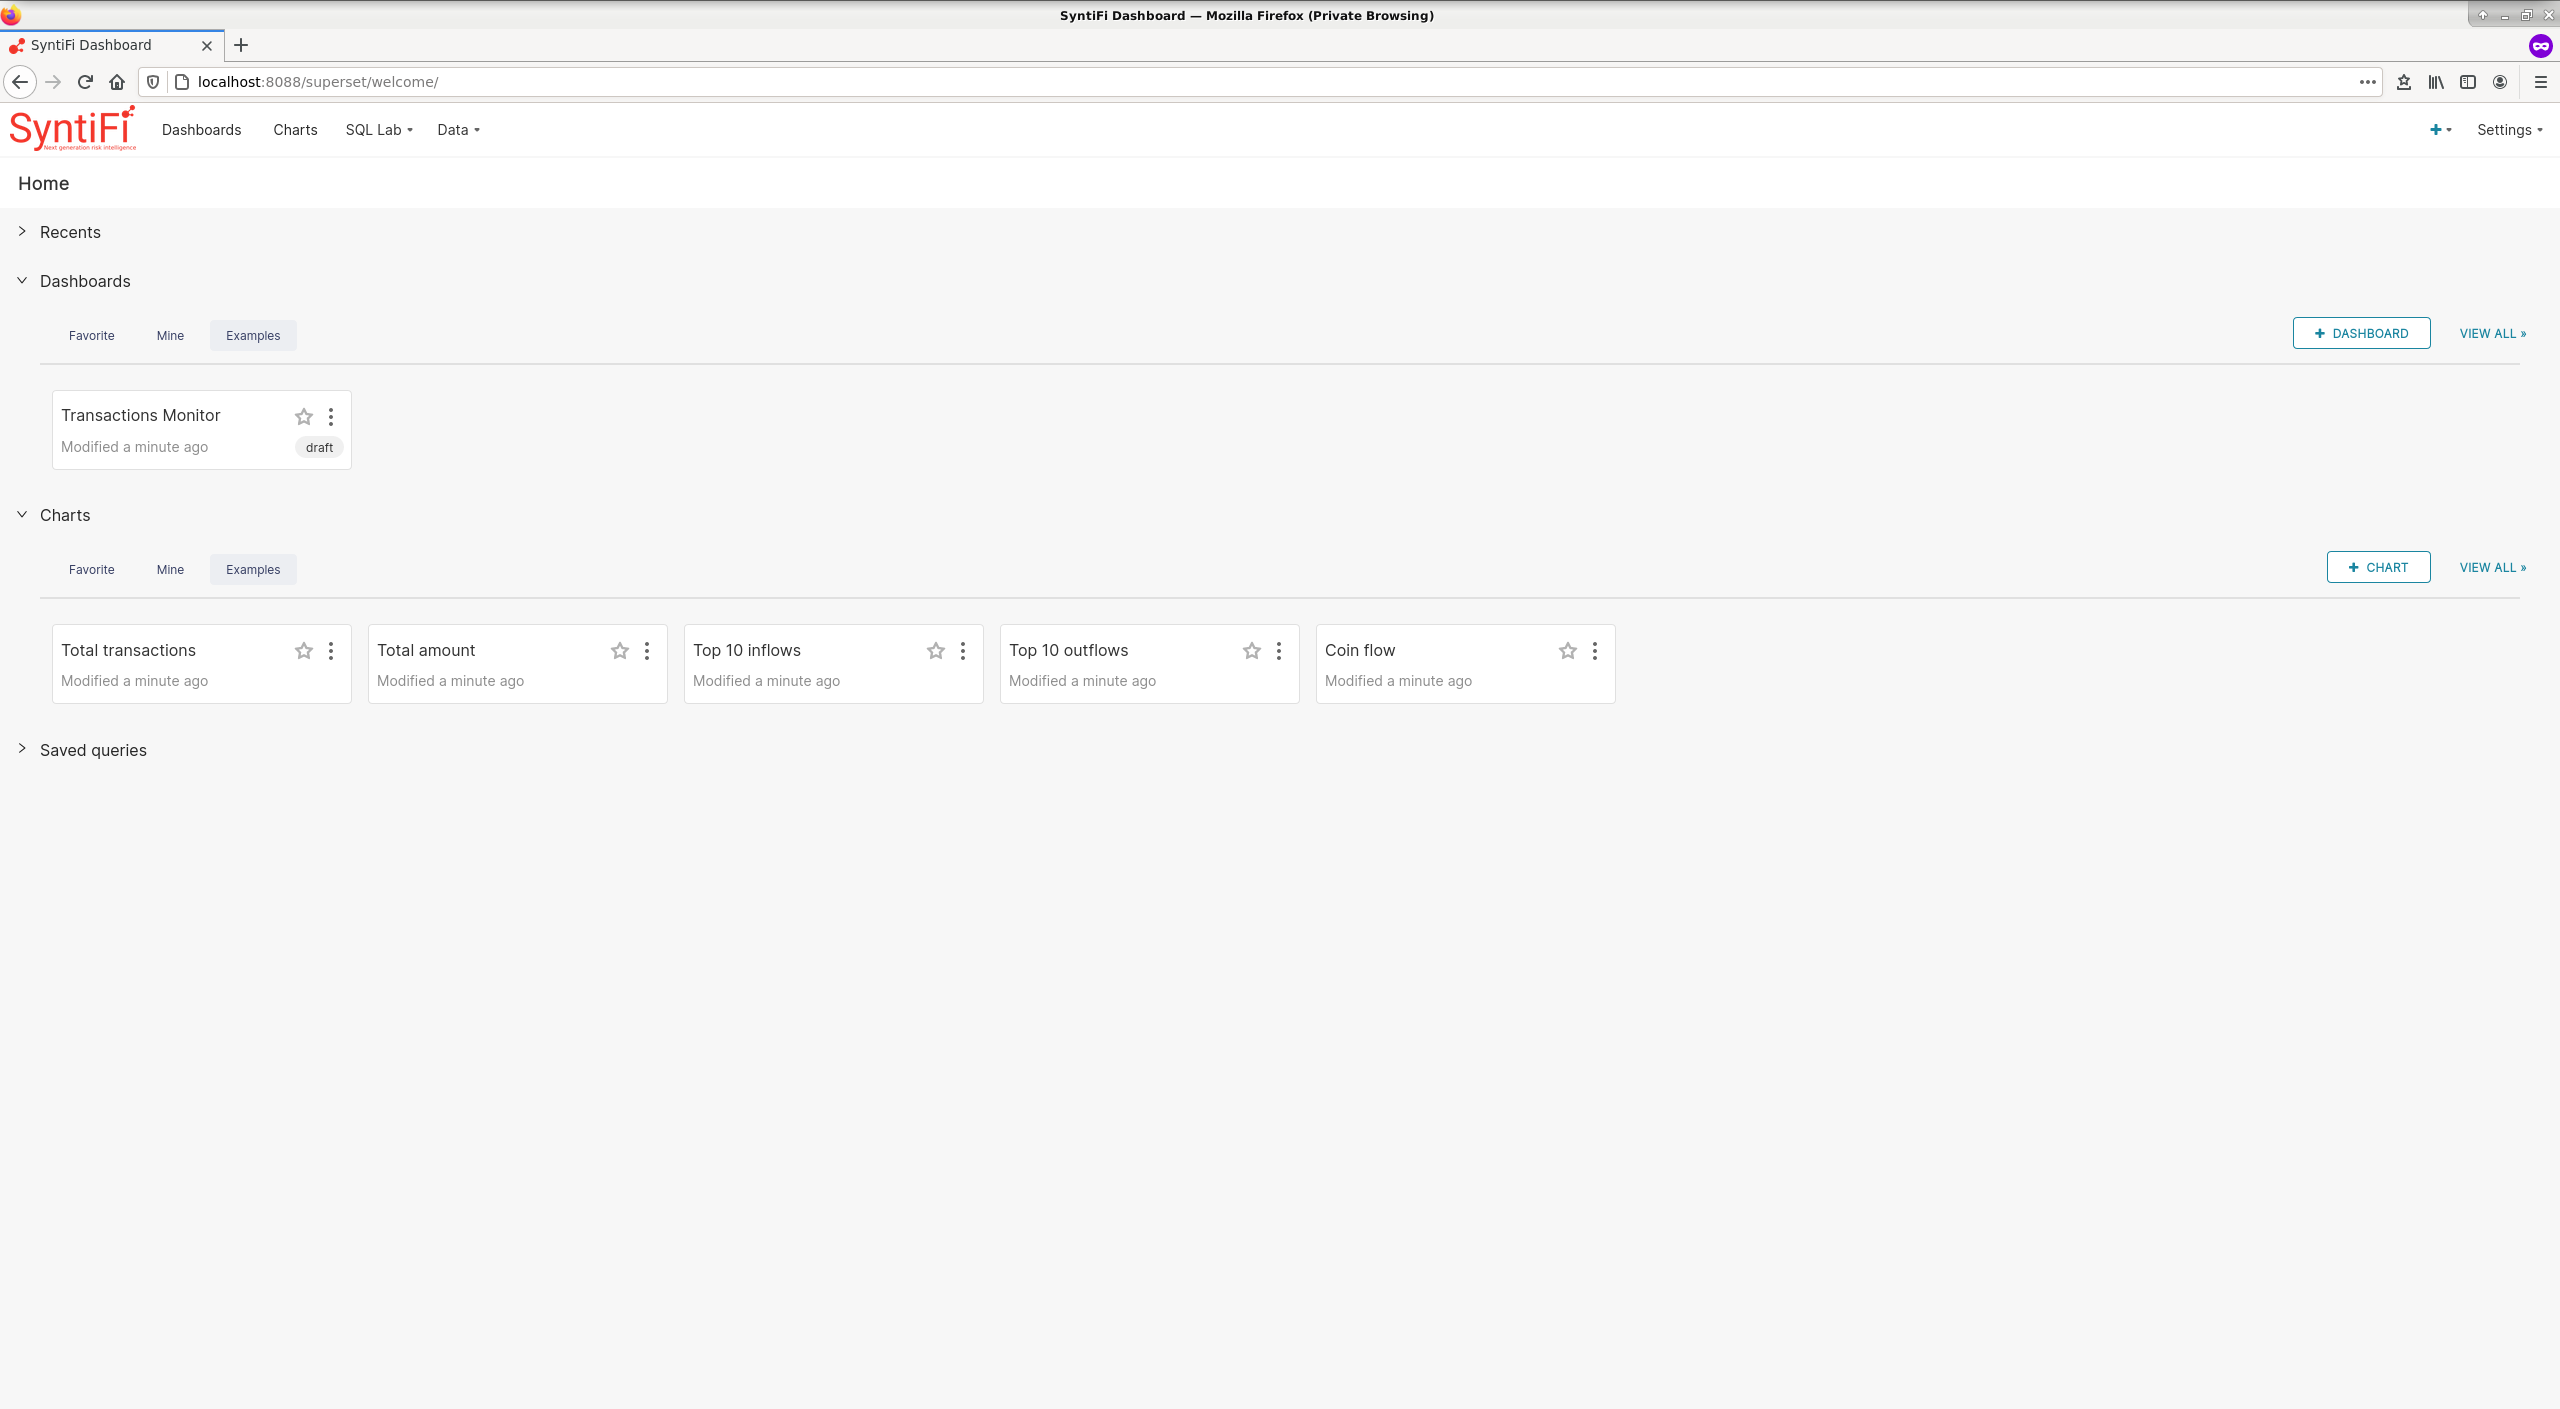 SyntiFi Dashboard — Mozilla Firefox (Private Browsing)
SyntiFi Dashboard
localhost:8088/superset/welcome/
SyntiFi
Next generation risk intelligence
Dashboards Charts SQL Lab Data Settings
Home
Recents
Dashboards
Favorite Mine Examples + DASHBOARD VIEW ALL »
Transactions Monitor
Modified a minute ago draft
Charts
Favorite Mine Examples + CHART VIEW ALL »
Total transactions Total amount Top 10 inflows Top 10 outflows Coin flow
Modified a minute ago Modified a minute ago Modified a minute ago Modified a minute ago Modified a minute ago
Saved queries